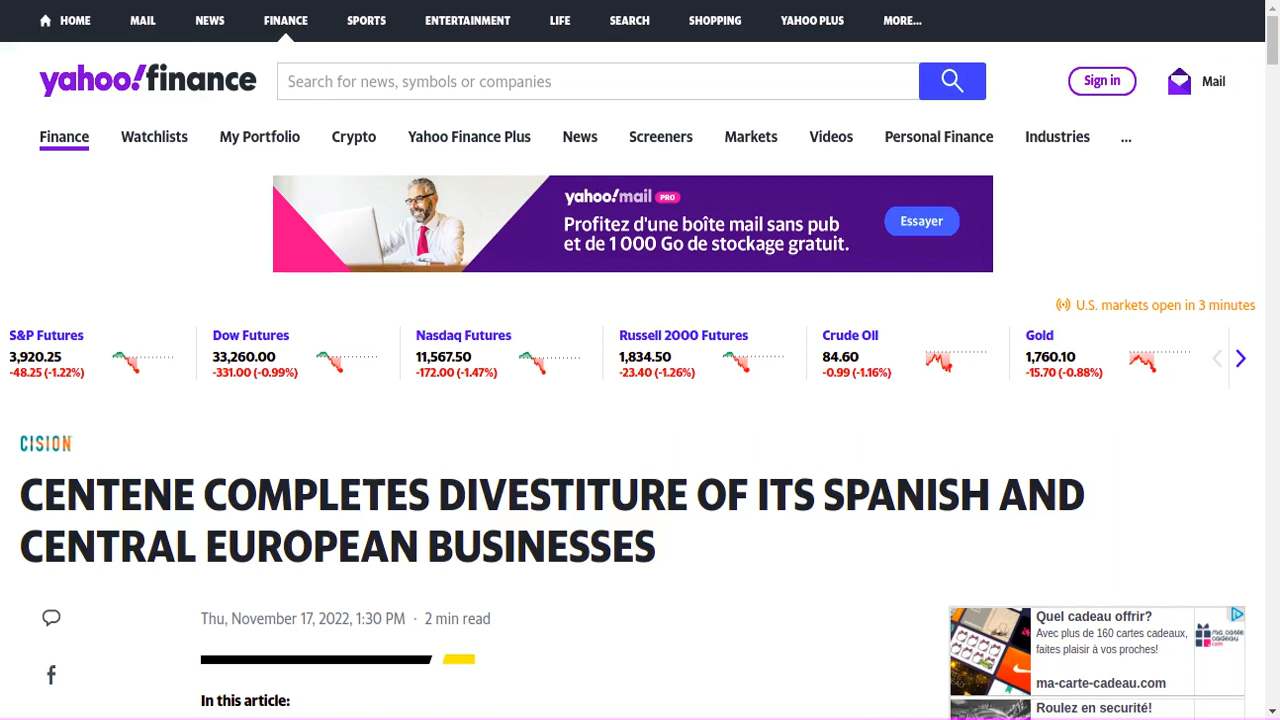 HOME MAIL NEWS FINANCE SPORTS ENTERTAINMENT LIFE SEARCH SHOPPING YAHOO PLUS MORE...
yahoo!finance
Search for news, symbols or companies
Sign in
Mail
Finance Watchlists My Portfolio Crypto Yahoo Finance Plus News Screeners Markets Videos Personal Finance Industries ...
yahoo!mail PRO
Profitez d'une boîte mail sans pub
et de 1 000 Go de stockage gratuit.
Essayer
U.S. markets open in 3 minutes
S&P Futures
3,920.25
-48.25 (-1.22%)
Dow Futures
33,260.00
-331.00 (-0.99%)
Nasdaq Futures
11,567.50
-172.00 (-1.47%)
Russell 2000 Futures
1,834.50
-23.40 (-1.26%)
Crude Oil
84.60
-0.99 (-1.16%)
Gold
1,760.10
-15.70 (-0.88%)
CISION
CENTENE COMPLETES DIVESTITURE OF ITS SPANISH AND
CENTRAL EUROPEAN BUSINESSES
Thu, November 17, 2022, 1:30 PM · 2 min read
In this article:
Quel cadeau offrir?
Avec plus de 160 cartes cadeaux,
faites plaisir à vos proches!
ma-carte-cadeau.com
ma carte
cadeau.com
Roulez en securité!